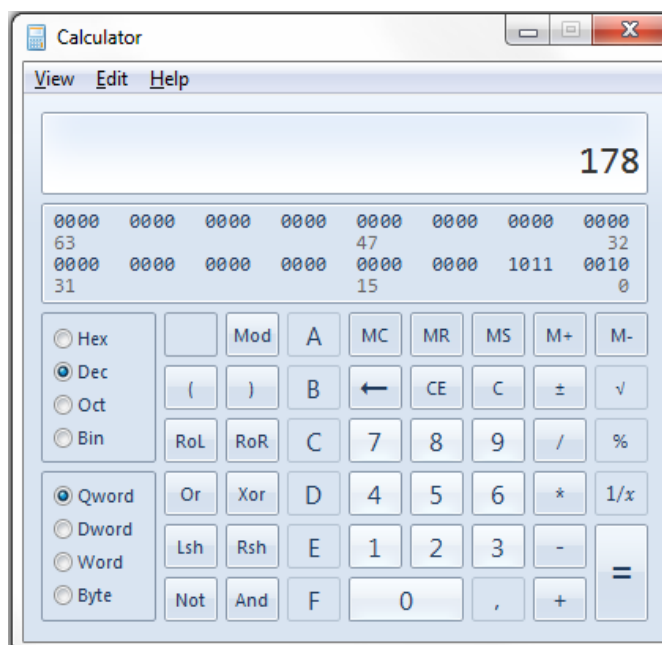 Calculator
View Edit Help
178
0000 0000 0000 0000 0000 0000 0000 0000
63 47 32
0000 0000 0000 0000 0000 0000 1011 0010
31 15 0
Hex Mod A MC MR MS M+ M-
Dec ( ) B ← CE C ± √
Oct
Bin RoL RoR C 7 8 9 / %
Qword Or Xor D 4 5 6 * 1/x
Dword
Word Lsh Rsh E 1 2 3 - =
Byte Not And F 0 , +